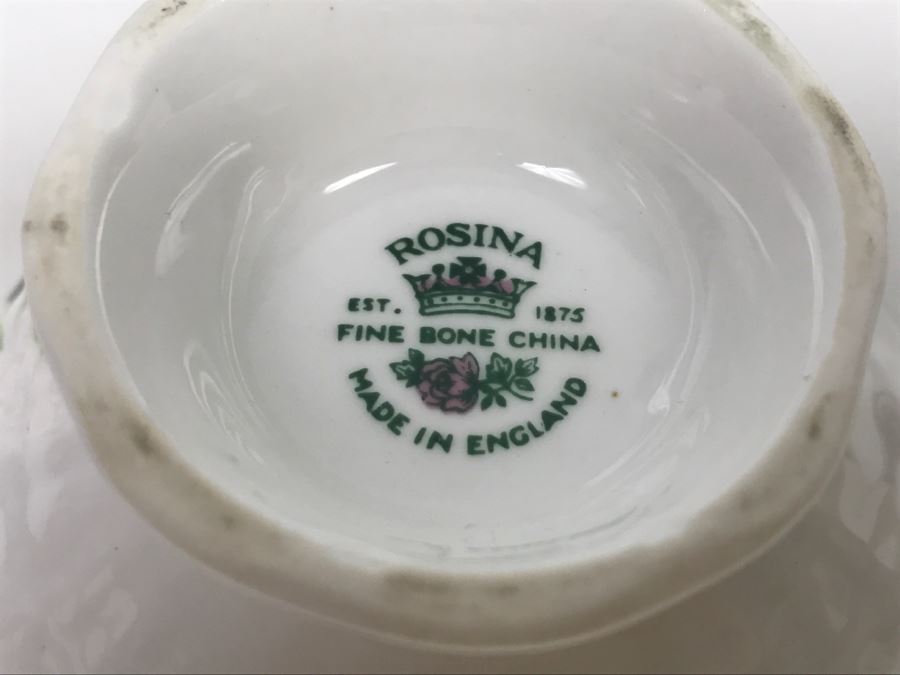 ROSINA
EST. 1875
FINE BONE CHINA
MADE IN ENGLAND